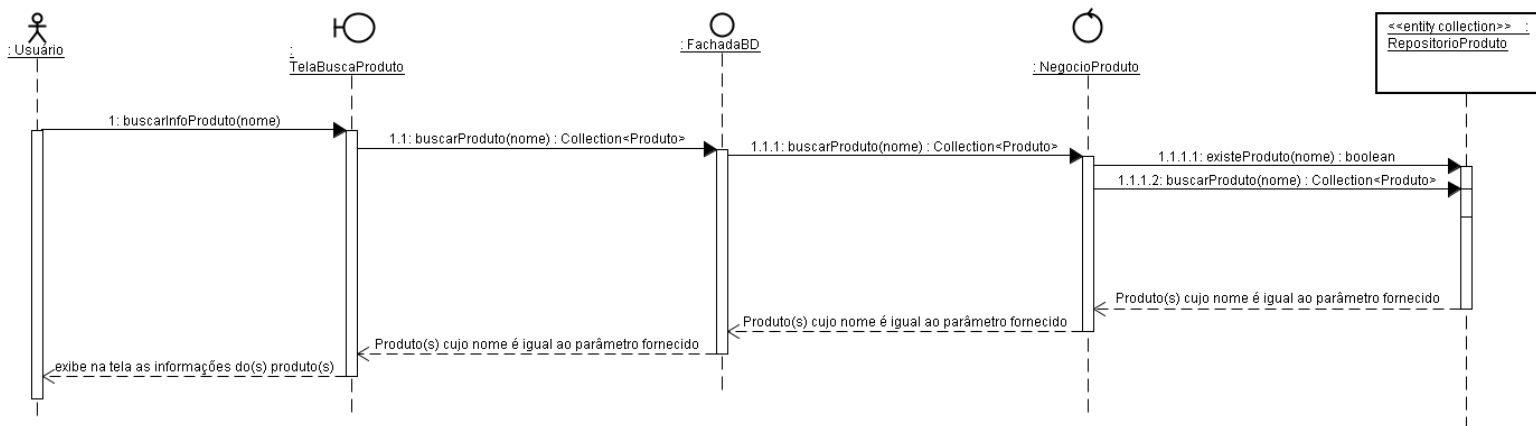 : Usuário
:
TelaBuscaProduto
: FachadaBD
: NegocioProduto
<<entity collection>> :
RepositorioProduto
1: buscarInfoProduto(nome)
1.1: buscarProduto(nome) : Collection<Produto>
1.1.1: buscarProduto(nome) : Collection<Produto>
1.1.1.1: existeProduto(nome) : boolean
1.1.1.2: buscarProduto(nome) : Collection<Produto>
Produto(s) cujo nome é igual ao parâmetro fornecido
Produto(s) cujo nome é igual ao parâmetro fornecido
Produto(s) cujo nome é igual ao parâmetro fornecido
exibe na tela as informações do(s) produto(s)